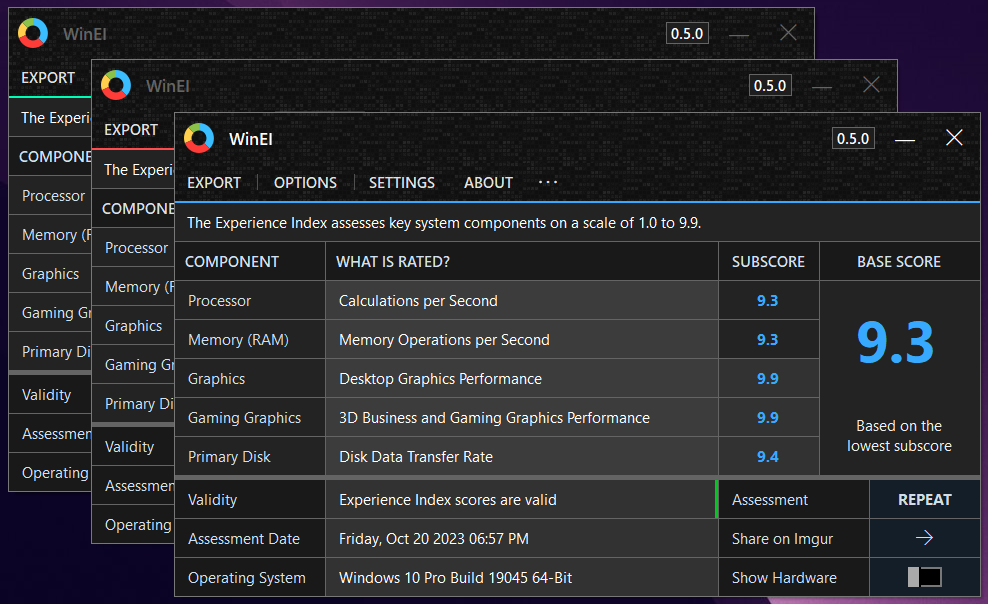 WinEI
0.5.0
EXPORT
The Experi
COMPONE
Processor
Memory (
Graphics
Gaming Gr
Primary Di
Validity
Assessmen
Operating
WinEI
0.5.0
EXPORT
The Experi
COMPONE
Processor
Memory (
Graphics
Gaming Gr
Primary Di
Validity
Assessmen
Operating
WinEI
0.5.0
EXPORT OPTIONS SETTINGS ABOUT ...
The Experience Index assesses key system components on a scale of 1.0 to 9.9.
COMPONENT WHAT IS RATED? SUBSCORE BASE SCORE
Processor Calculations per Second 9.3
Memory (RAM) Memory Operations per Second 9.3
Graphics Desktop Graphics Performance 9.9
Gaming Graphics 3D Business and Gaming Graphics Performance 9.9
Primary Disk Disk Data Transfer Rate 9.4
9.3
Based on the
lowest subscore
Validity Experience Index scores are valid Assessment REPEAT
Assessment Date Friday, Oct 20 2023 06:57 PM Share on Imgur →
Operating System Windows 10 Pro Build 19045 64-Bit Show Hardware